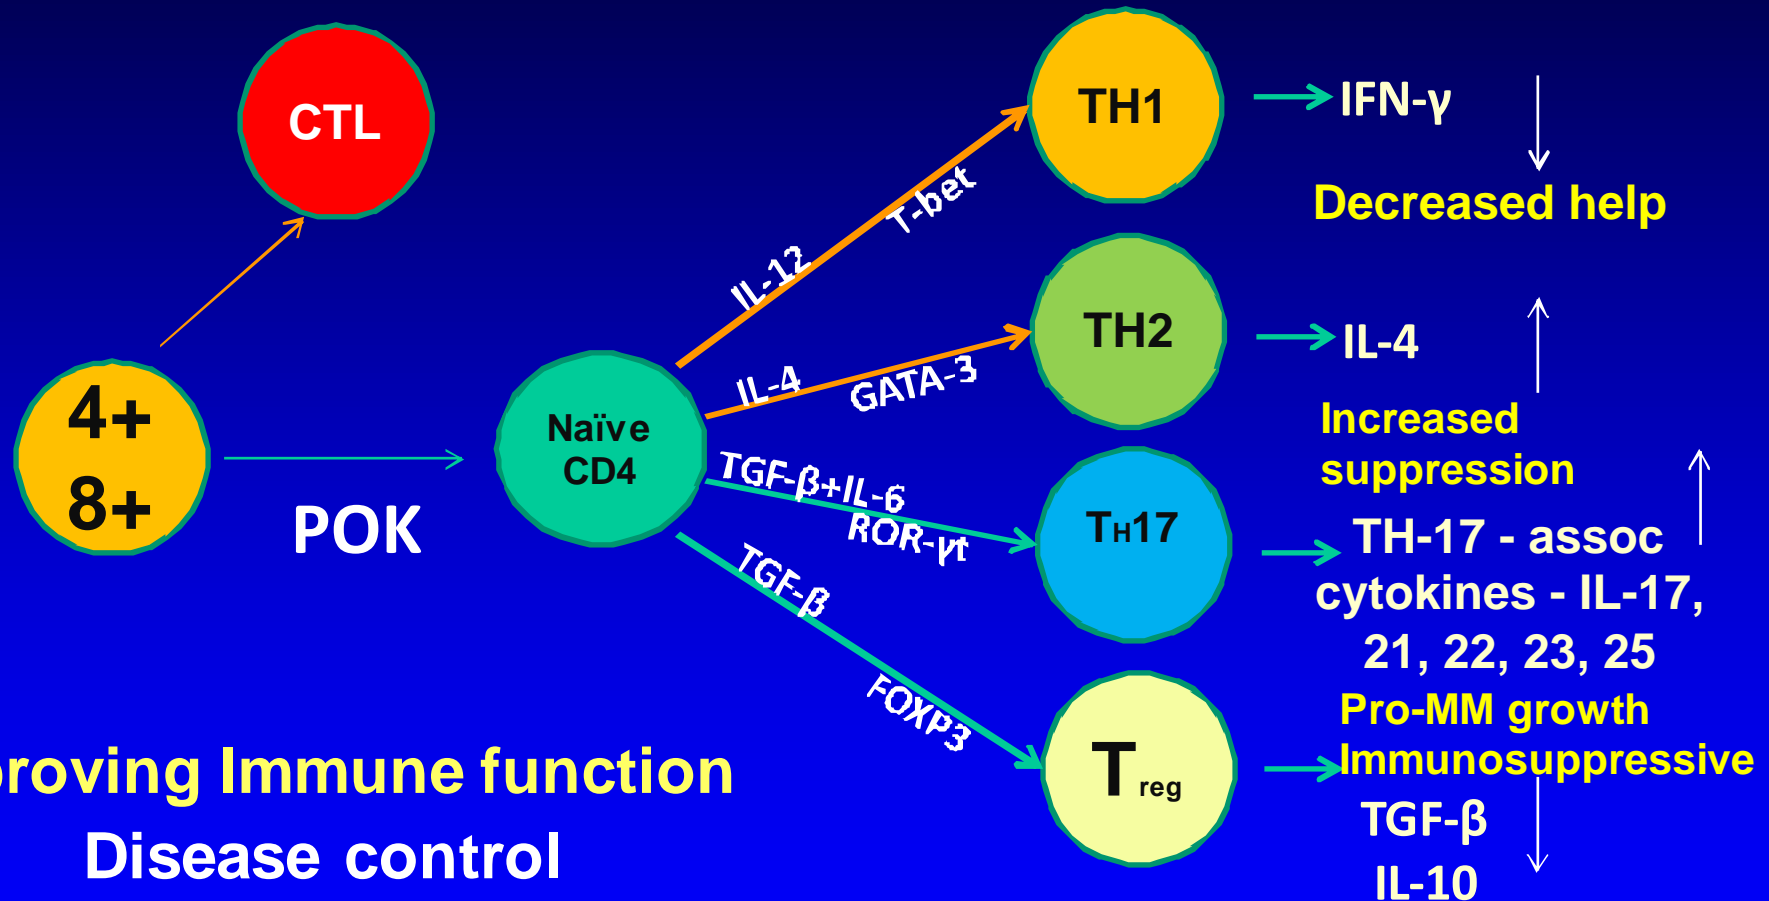 CTL
4+
8+
POK
Naïve
CD4
IL-12
T-bet
IL-4
GATA-3
TGF-β+IL-6
ROR-γt
TGF-β
FOXP3
TH1
IFN-γ
Decreased help
TH2
IL-4
Increased
suppression
TH17
TH-17 - assoc
cytokines - IL-17,
21, 22, 23, 25
Pro-MM growth
Immunosuppressive
Treg
TGF-β
IL-10
proving Immune function
Disease control